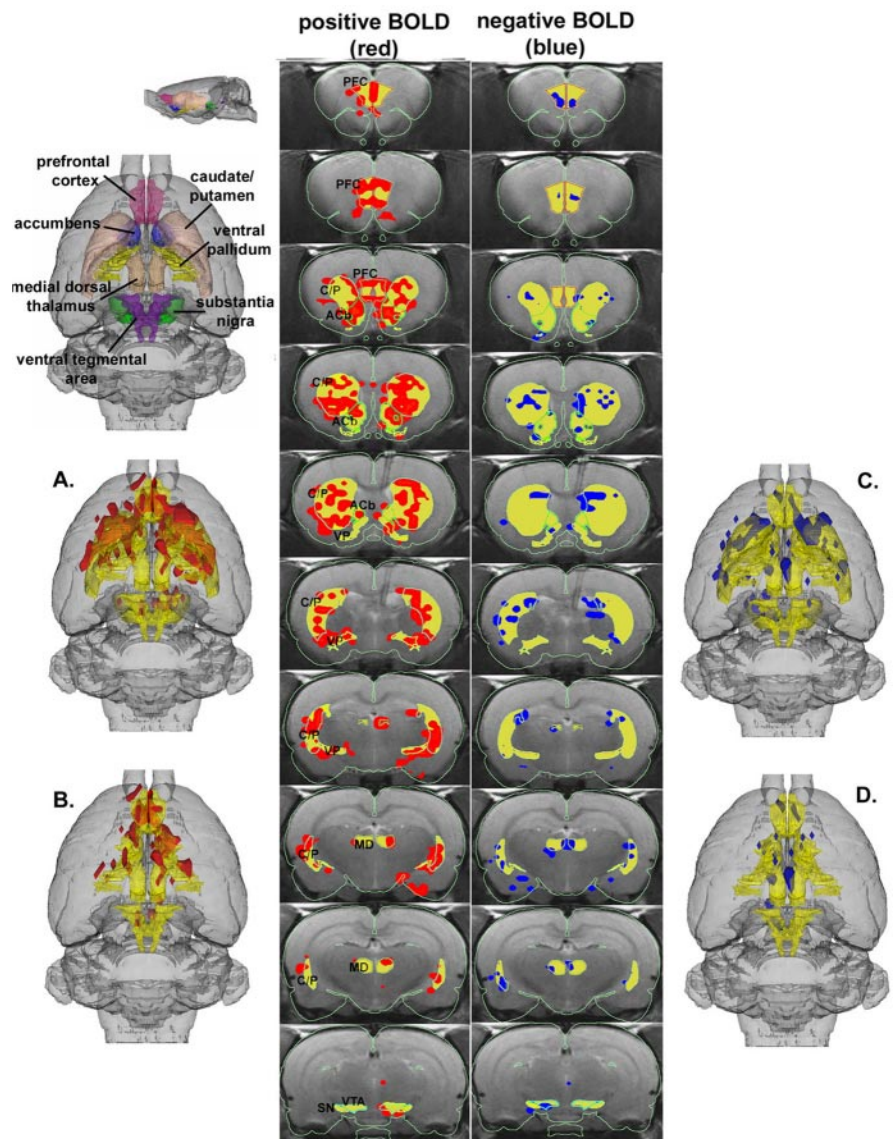 positive BOLD
(red)
negative BOLD
(blue)
prefrontal
cortex
caudate/
putamen
accumbens
ventral
pallidum
medial dorsal
thalamus
substantia
nigra
ventral tegmental
area
A.
B.
C.
D.
PFC
PFC
PFC
C/P
ACb
C/P
ACb
C/P
ACb
VP
C/P
VP
C/P
VP
MD
C/P
MD
C/P
VTA
SN